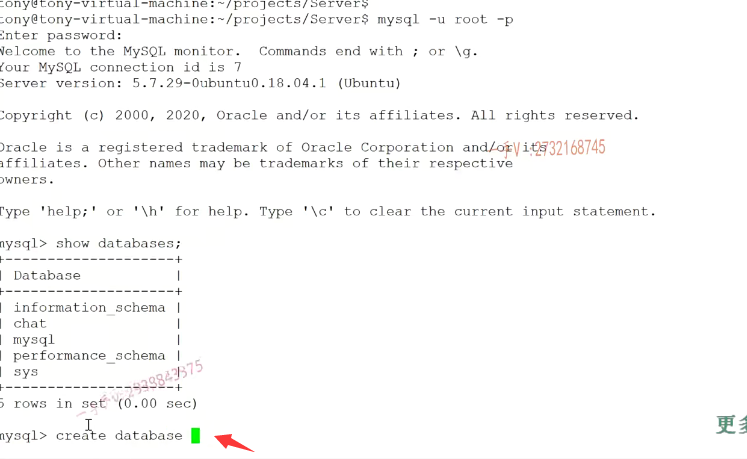 tony@tony-virtual-machine:~/projects/Server$
tony@tony-virtual-machine:~/projects/Server$ mysql -u root -p
Enter password:
Welcome to the MySQL monitor.  Commands end with ; or \g.
Your MySQL connection id is 7
Server version: 5.7.29-0ubuntu0.18.04.1 (Ubuntu)
Copyright (c) 2000, 2020, Oracle and/or its affiliates. All rights reserved.
Oracle is a registered trademark of Oracle Corporation and/or its
affiliates. Other names may be trademarks of their respective
owners.
2732168745
Type 'help;' or '\h' for help. Type '\c' to clear the current input statement.
mysql> show databases;
+--------------------+
| Database           |
+--------------------+
| information_schema |
| chat               |
| mysql              |
| performance_schema |
| sys                |
+--------------------+
5 rows in set (0.00 sec)
mysql> create database
更多